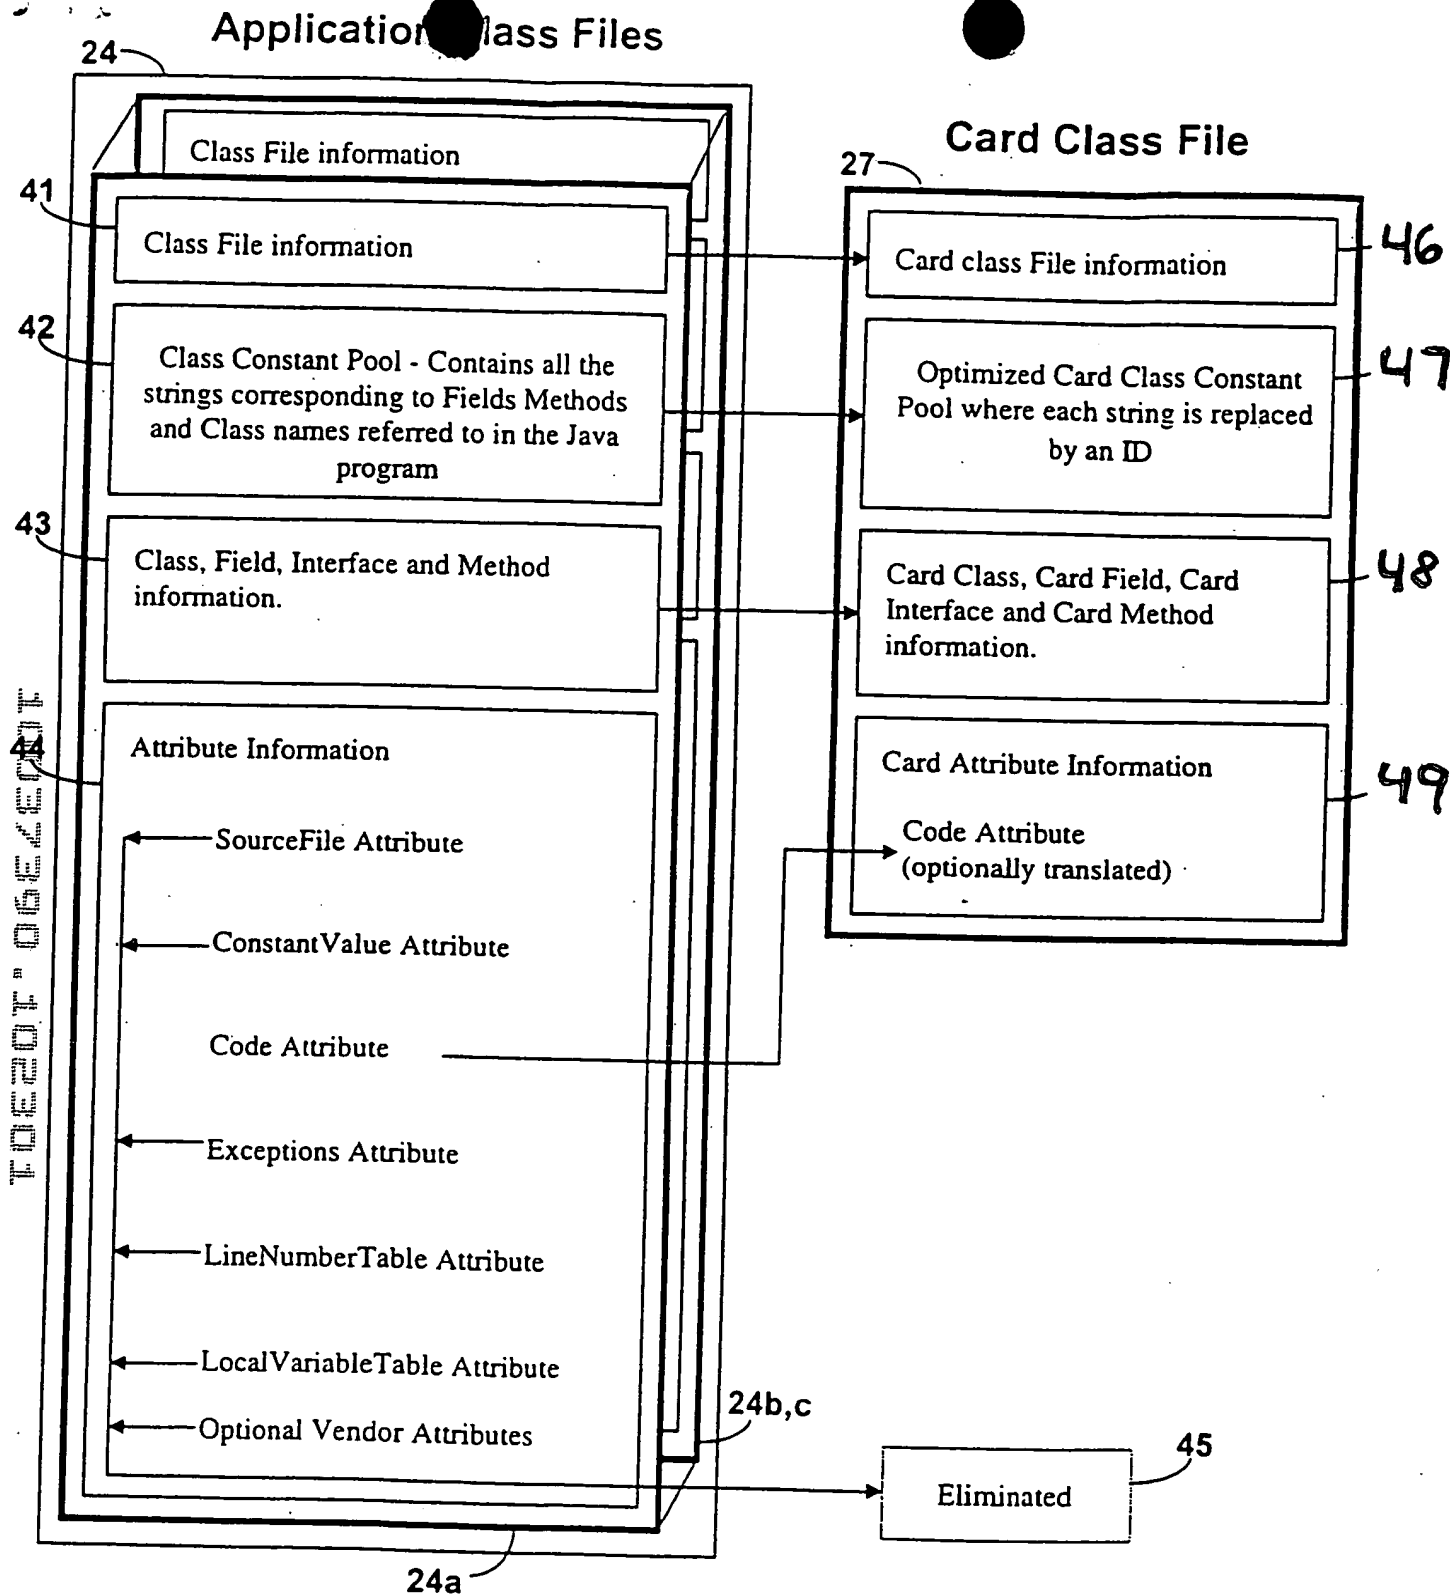 Application lass Files
24
Class File information
41
Class File information
42
Class Constant Pool - Contains all the
strings corresponding to Fields Methods
and Class names referred to in the Java
program
43
Class, Field, Interface and Method
information.
44
Attribute Information
SourceFile Attribute
ConstantValue Attribute
Code Attribute
Exceptions Attribute
LineNumberTable Attribute
LocalVariableTable Attribute
Optional Vendor Attributes
24b,c
24a
Card Class File
27
Card class File information
46
Optimized Card Class Constant
Pool where each string is replaced
by an ID
47
Card Class, Card Field, Card
Interface and Card Method
information.
48
Card Attribute Information
49
Code Attribute
(optionally translated)
45
Eliminated
10037390.102301